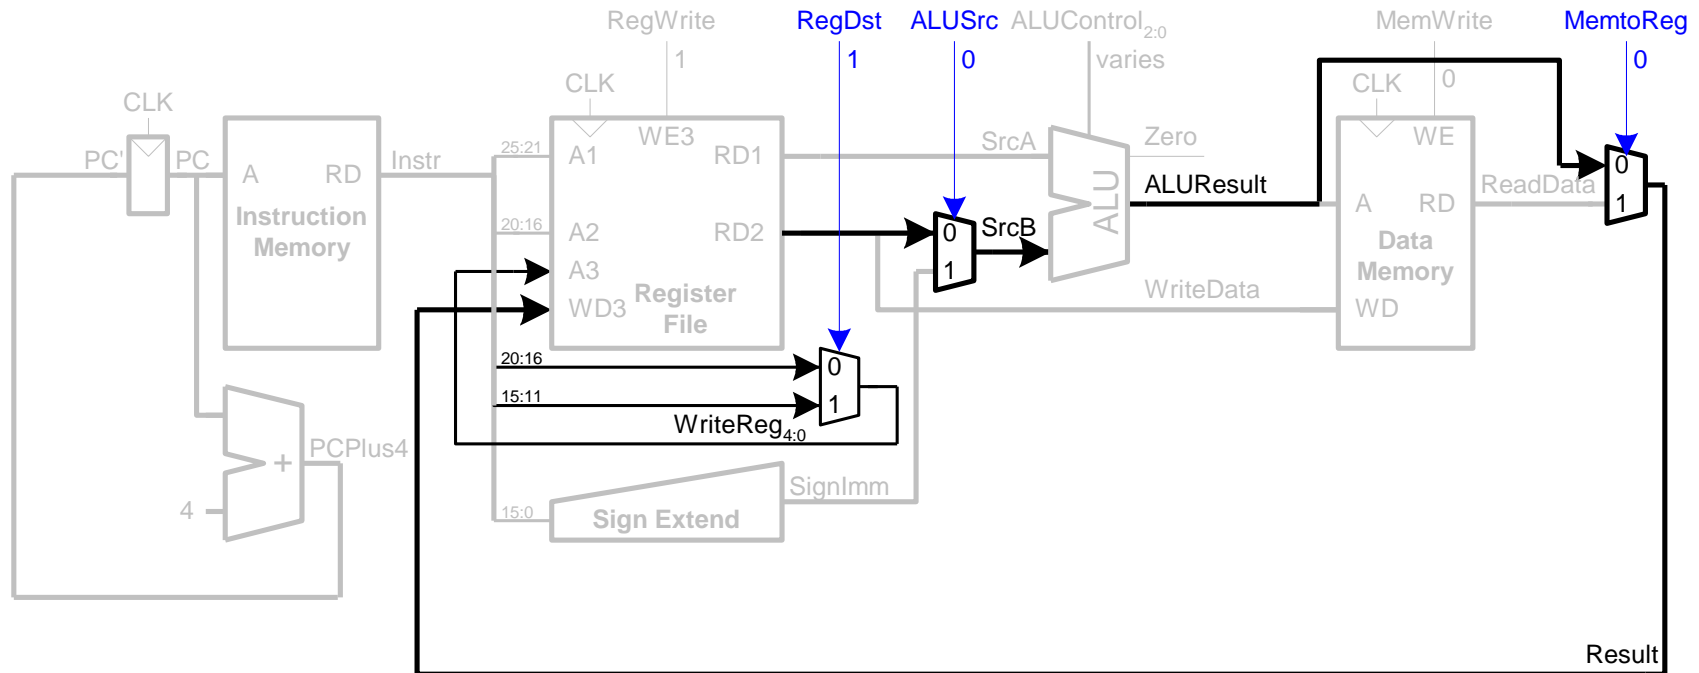 RegWrite
RegDst
ALUSrc
ALUControl2:0
MemWrite
MemtoReg
1
1
0
varies
0
0
CLK
CLK
CLK
PC'
PC
A
RD
Instruction
Memory
Instr
25:21
20:16
A1
A2
A3
WD3
WE3
RD1
RD2
Register
File
SrcA
0
1
SrcB
ALU
Zero
ALUResult
WriteData
A
RD
WE
Data
Memory
WD
ReadData
0
1
20:16
15:11
0
1
WriteReg4:0
PCPlus4
+
4
SignImm
15:0
Sign Extend
Result